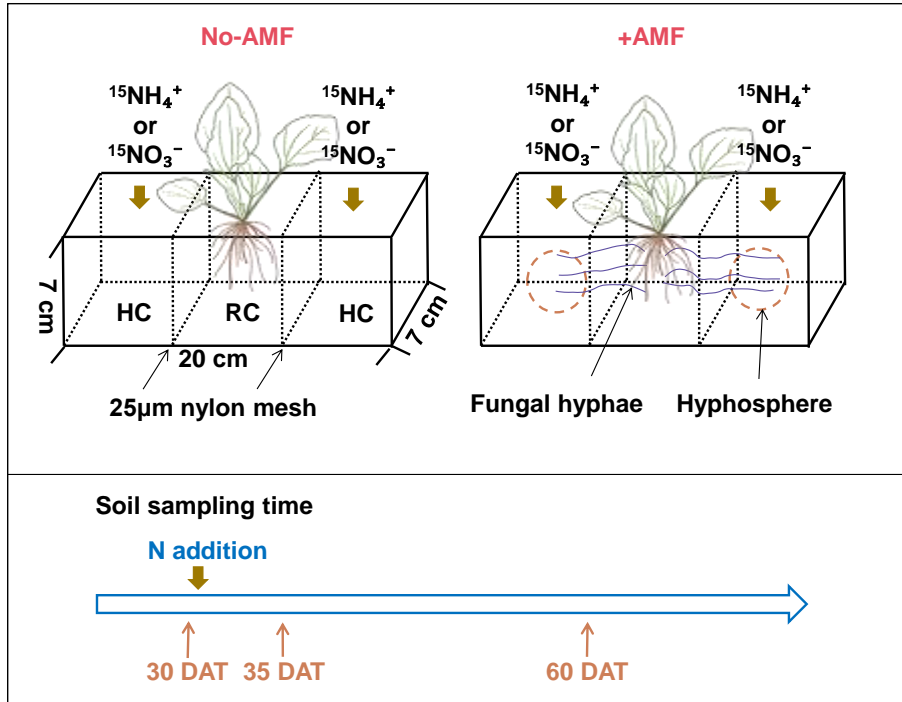 No-AMF
+AMF
¹⁵NH₄⁺
or
¹⁵NO₃⁻
¹⁵NH₄⁺
or
¹⁵NO₃⁻
¹⁵NH₄⁺
or
¹⁵NO₃⁻
¹⁵NH₄⁺
or
¹⁵NO₃⁻
7 cm
HC
RC
HC
7 cm
20 cm
25µm nylon mesh
Fungal hyphae
Hyphosphere
Soil sampling time
N addition
30 DAT
35 DAT
60 DAT